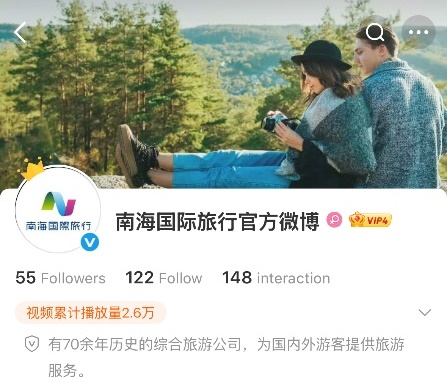 南海國際旅行
南海国际旅行官方微博 VIP4
55 Followers 122 Follow 148 interaction
视频累计播放量2.6万
有70余年历史的综合旅游公司，为国内外游客提供旅游
服务。